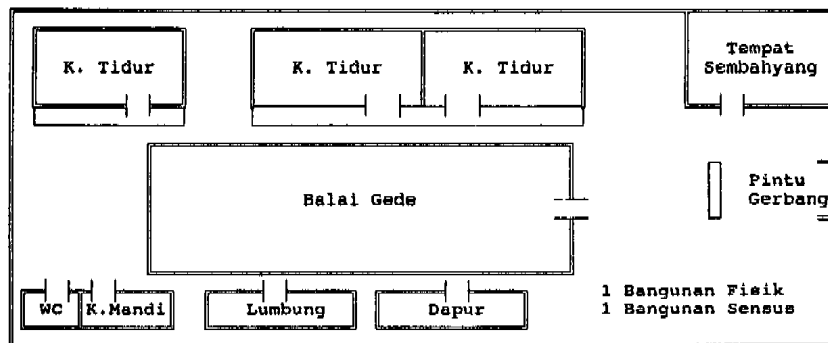 K. Tidur
K. Tidur
K. Tidur
Tempat
Sembahyang
Balai Gede
Pintu
Gerbang
WC
K.Mandi
Lumbung
Dapur
1 Bangunan Fisik
1 Bangunan Sensus